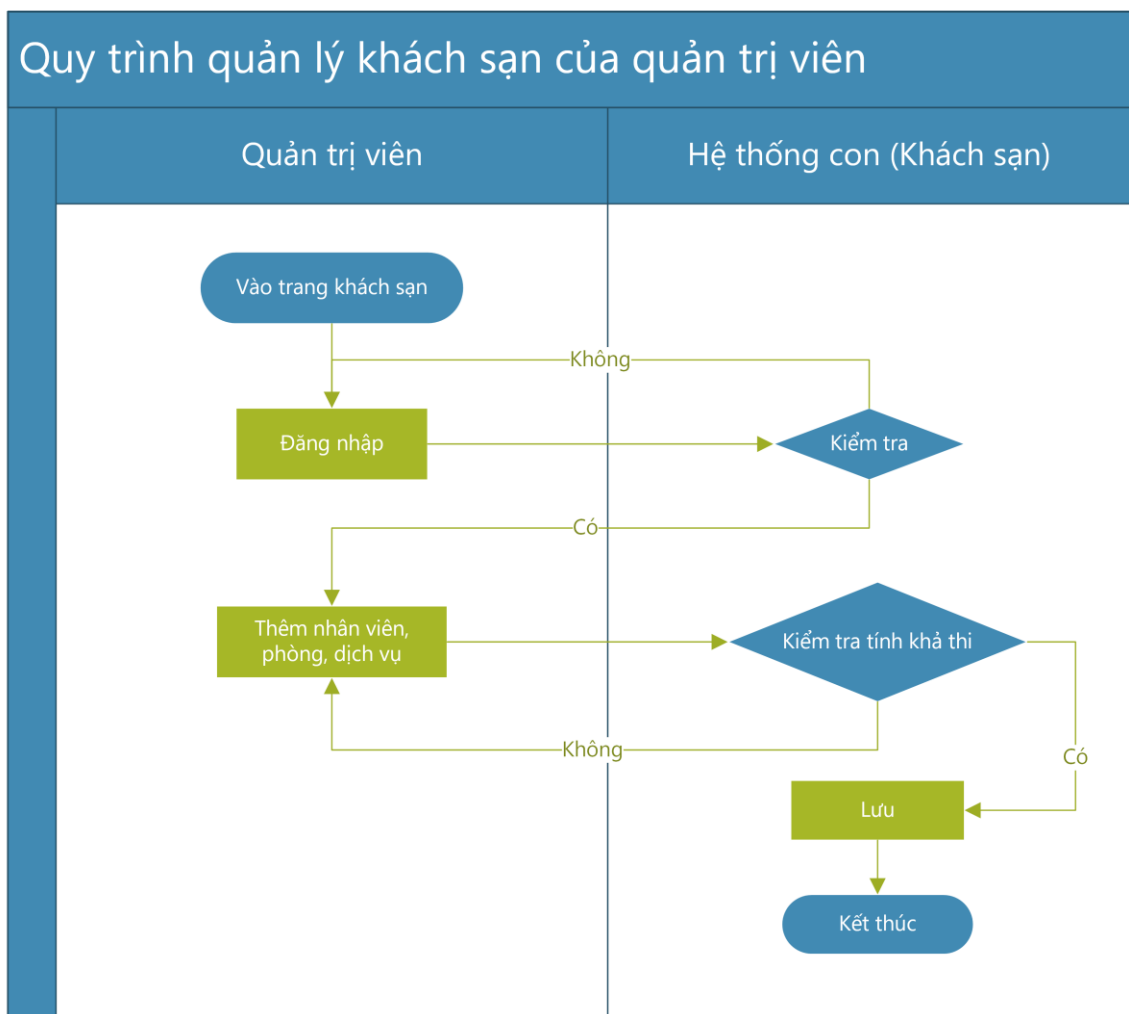 Quy trình quản lý khách sạn của quản trị viên
Quản trị viên
Hệ thống con (Khách sạn)
Vào trang khách sạn
Không
Đăng nhập
Kiểm tra
Có
Thêm nhân viên,
phòng, dịch vụ
Kiểm tra tính khả thi
Không
Có
Lưu
Kết thúc